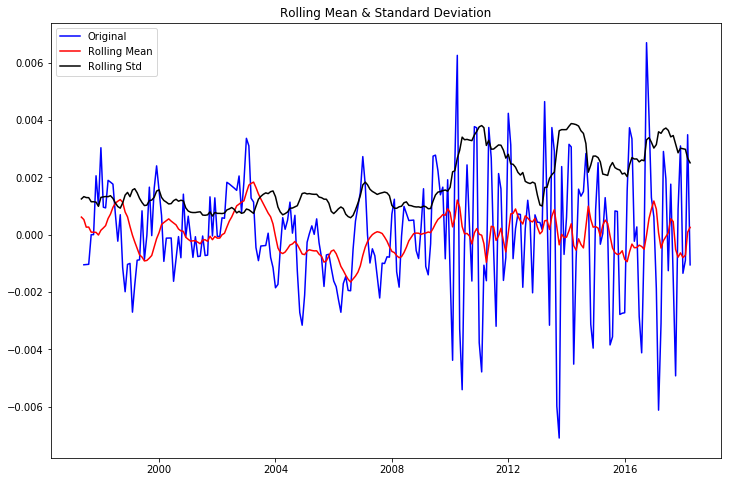 Rolling Mean & Standard Deviation
Original
Rolling Mean
Rolling Std
0.006
0.004
0.002
0.000
−0.002
−0.004
−0.006
2000 2004 2008 2012 2016